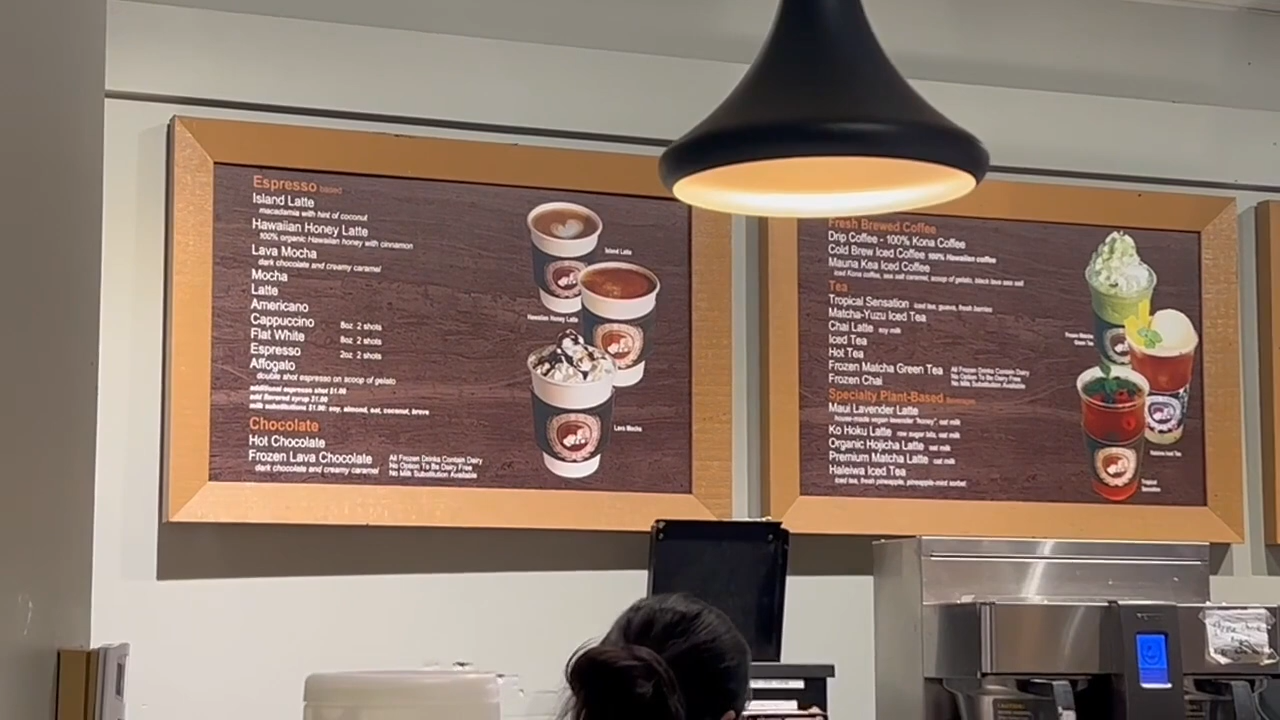 Espresso based
Island Latte
macadamia with hint of coconut
Hawaiian Honey Latte
100% organic Hawaiian honey with cinnamon
Lava Mocha
dark chocolate and creamy caramel
Mocha
Latte
Americano
Cappuccino 8oz 2 shots
Flat White 8oz 2 shots
Espresso 2oz 2 shots
Affogato
double shot espresso on scoop of gelato
additional espresso shot $1.00
add flavored syrup $1.00
milk substitutions $1.00: soy, almond, oat, coconut, breve
Chocolate
Hot Chocolate
Frozen Lava Chocolate
dark chocolate and creamy caramel
All Frozen Drinks Contain Dairy
No Option To Be Dairy Free
No Milk Substitution Available
Island Latte
Hawaiian Honey Latte
Lava Mocha
Fresh Brewed Coffee
Drip Coffee - 100% Kona Coffee
Cold Brew Iced Coffee 100% Hawaiian coffee
Mauna Kea Iced Coffee
iced Kona coffee, sea salt caramel, scoop of gelato, black lava sea salt
Tea
Tropical Sensation iced tea, guava, fresh berries
Matcha-Yuzu Iced Tea
Chai Latte soy milk
Iced Tea
Hot Tea
Frozen Matcha Green Tea
Frozen Chai
All Frozen Drinks Contain Dairy
No Option To Be Dairy Free
No Milk Substitution Available
Specialty Plant-Based Beverages
Maui Lavender Latte
house-made vegan lavender "honey", oat milk
Ko Hoku Latte raw sugar bits, oat milk
Organic Hojicha Latte oat milk
Premium Matcha Latte oat milk
Haleiwa Iced Tea
iced tea, fresh pineapple, pineapple-mint sorbet
Frozen Matcha
Green Tea
Haleiwa Iced Tea
Tropical
Sensation